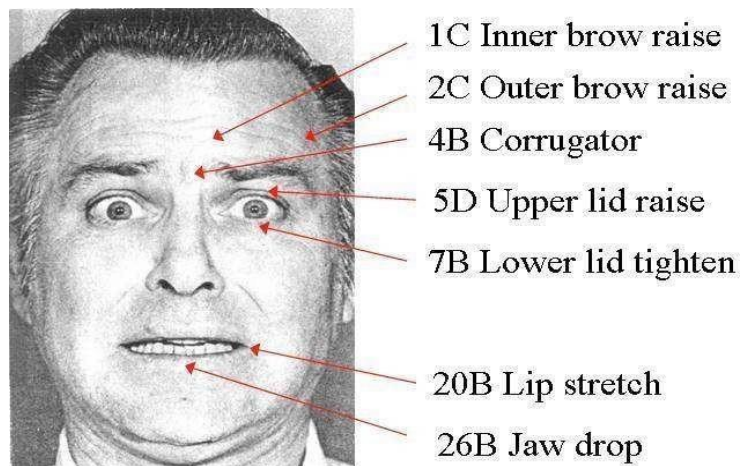 1C Inner brow raise
2C Outer brow raise
4B Corrugator
5D Upper lid raise
7B Lower lid tighten
20B Lip stretch
26B Jaw drop